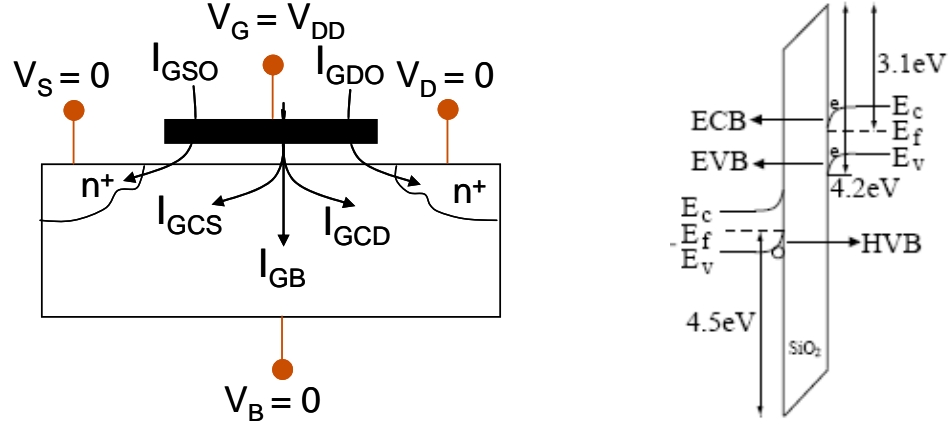 V_G = V_DD
I_GSO
I_GDO
V_S = 0
V_D = 0
n+
n+
I_GCS
I_GCD
I_GB
V_B = 0
3.1eV
e
E_c
ECB
E_f
e
E_v
EVB
4.2eV
E_c
E_f
HVB
E_v
4.5eV
SiO₂